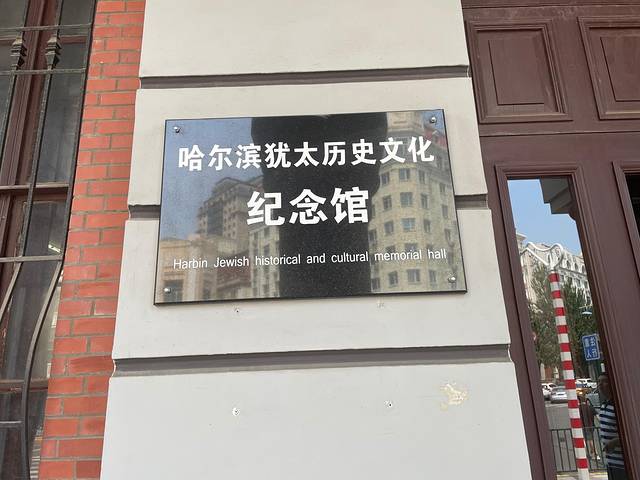 哈尔滨犹太历史文化
纪念馆
Harbin Jewish historical and cultural memorial hall